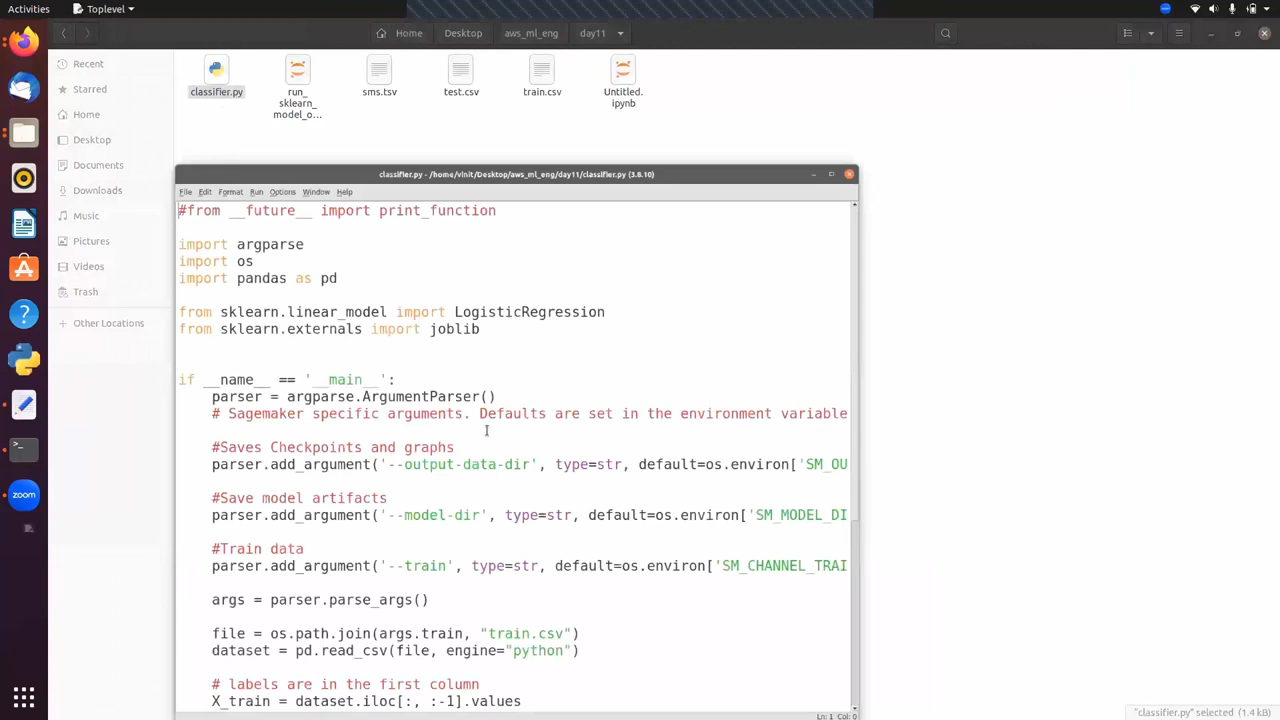 Activities
Toplevel
Home
Desktop
aws_ml_eng
day11
Recent
Starred
Home
Desktop
Documents
Downloads
Music
Pictures
Videos
Trash
Other Locations
classifier.py
run_
sklearn_
model_o...
sms.tsv
test.csv
train.csv
Untitled.
ipynb
classifier.py - /home/vinit/Desktop/aws_ml_eng/day11/classifier.py (3.8.10)
File Edit Format Run Options Window Help
#from __future__ import print_function
import argparse
import os
import pandas as pd
from sklearn.linear_model import LogisticRegression
from sklearn.externals import joblib
if __name__ == '__main__':
parser = argparse.ArgumentParser()
# Sagemaker specific arguments. Defaults are set in the environment variable
#Saves Checkpoints and graphs
parser.add_argument('--output-data-dir', type=str, default=os.environ['SM_OU
#Save model artifacts
parser.add_argument('--model-dir', type=str, default=os.environ['SM_MODEL_DI
#Train data
parser.add_argument('--train', type=str, default=os.environ['SM_CHANNEL_TRAI
args = parser.parse_args()
file = os.path.join(args.train, "train.csv")
dataset = pd.read_csv(file, engine="python")
# labels are in the first column
X_train = dataset.iloc[:, :-1].values
Ln: 1 Col: 0
zoom
"classifier.py" selected (1.4 kB)